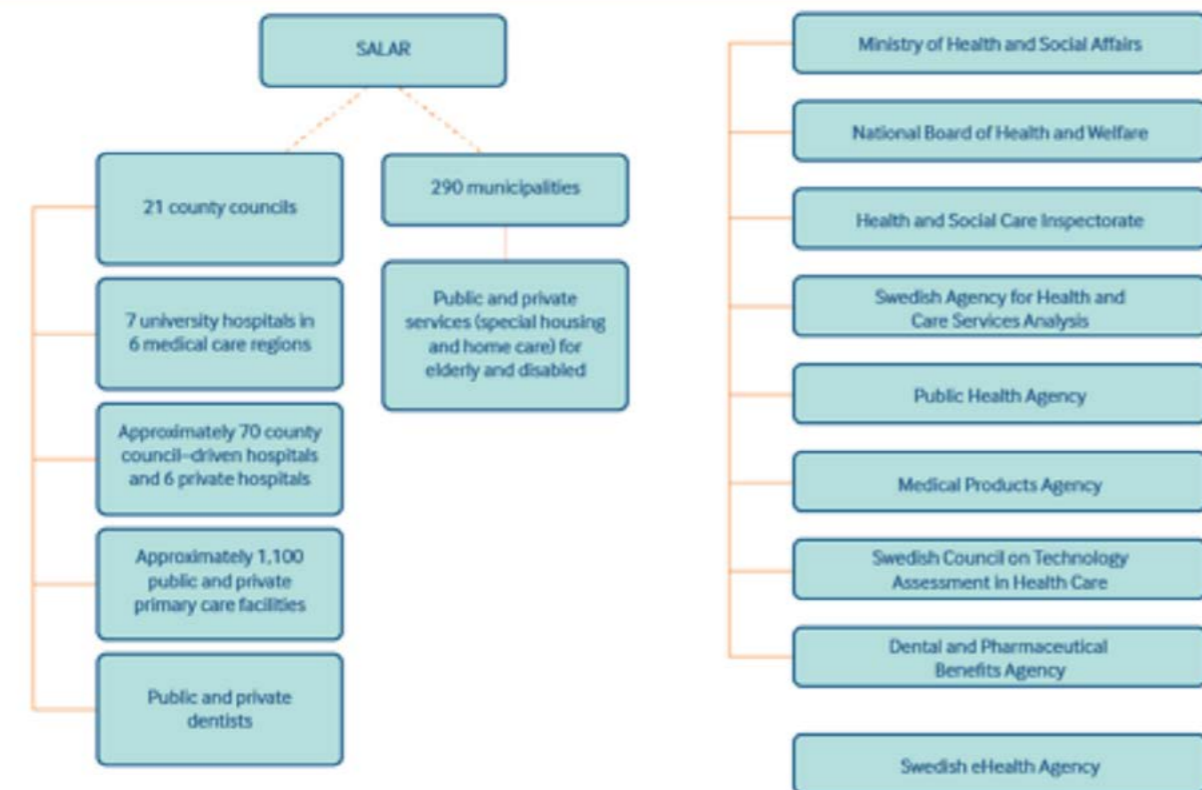 SALAR
21 county councils
290 municipalities
7 university hospitals in
6 medical care regions
Public and private
services (special housing
and home care) for
elderly and disabled
Approximately 70 county
council–driven hospitals
and 6 private hospitals
Approximately 1,100
public and private
primary care facilities
Public and private
dentists
Ministry of Health and Social Affairs
National Board of Health and Welfare
Health and Social Care Inspectorate
Swedish Agency for Health and
Care Services Analysis
Public Health Agency
Medical Products Agency
Swedish Council on Technology
Assessment in Health Care
Dental and Pharmaceutical
Benefits Agency
Swedish eHealth Agency